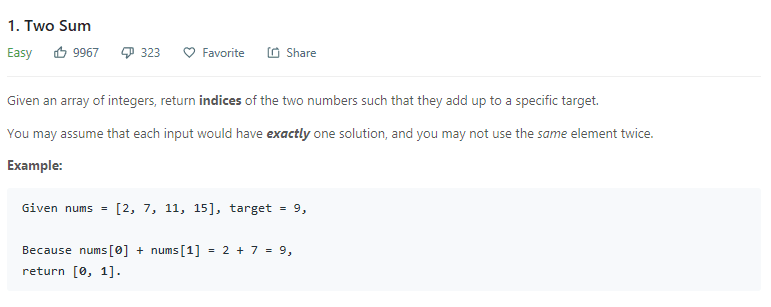 1. Two Sum
Easy 9967 323 Favorite Share
Given an array of integers, return indices of the two numbers such that they add up to a specific target.
You may assume that each input would have exactly one solution, and you may not use the same element twice.
Example:
Given nums = [2, 7, 11, 15], target = 9,
Because nums[0] + nums[1] = 2 + 7 = 9,
return [0, 1].